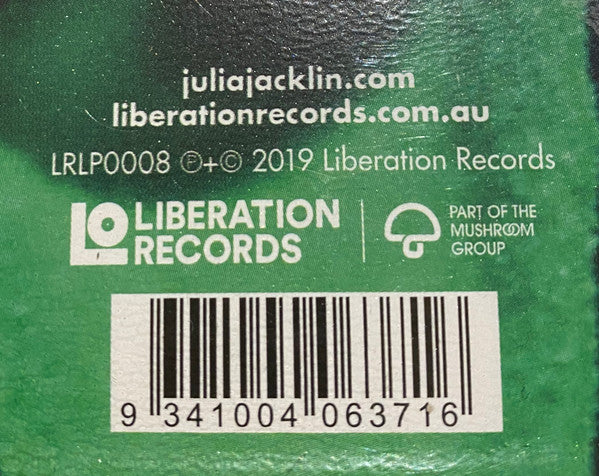 juliajacklin.com
liberationrecords.com.au
LRLP0008 ℗+© 2019 Liberation Records
LO LIBERATION RECORDS
PART OF THE
MUSHROOM
GROUP
9 341004 063716